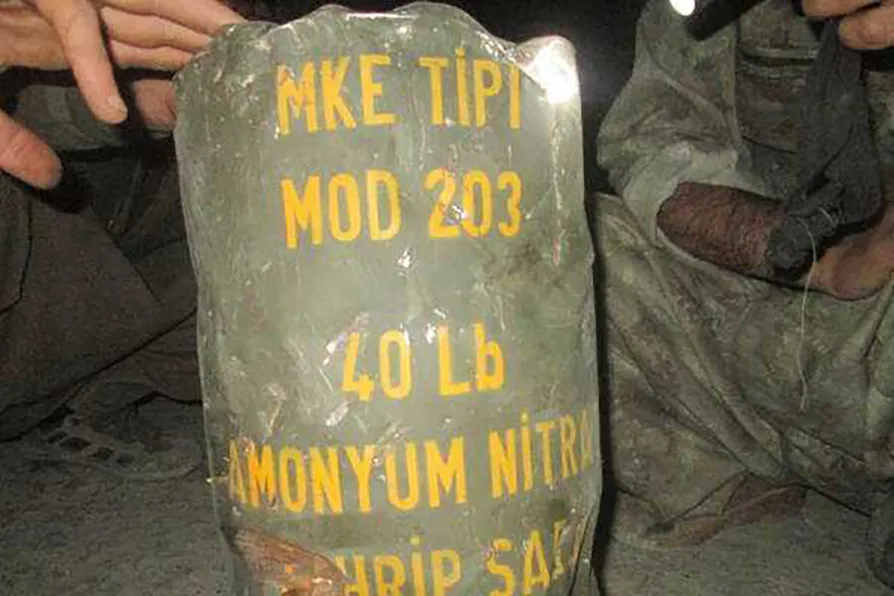 MKE TİPİ
MOD 203
40 Lb
AMONYUM NİTRA